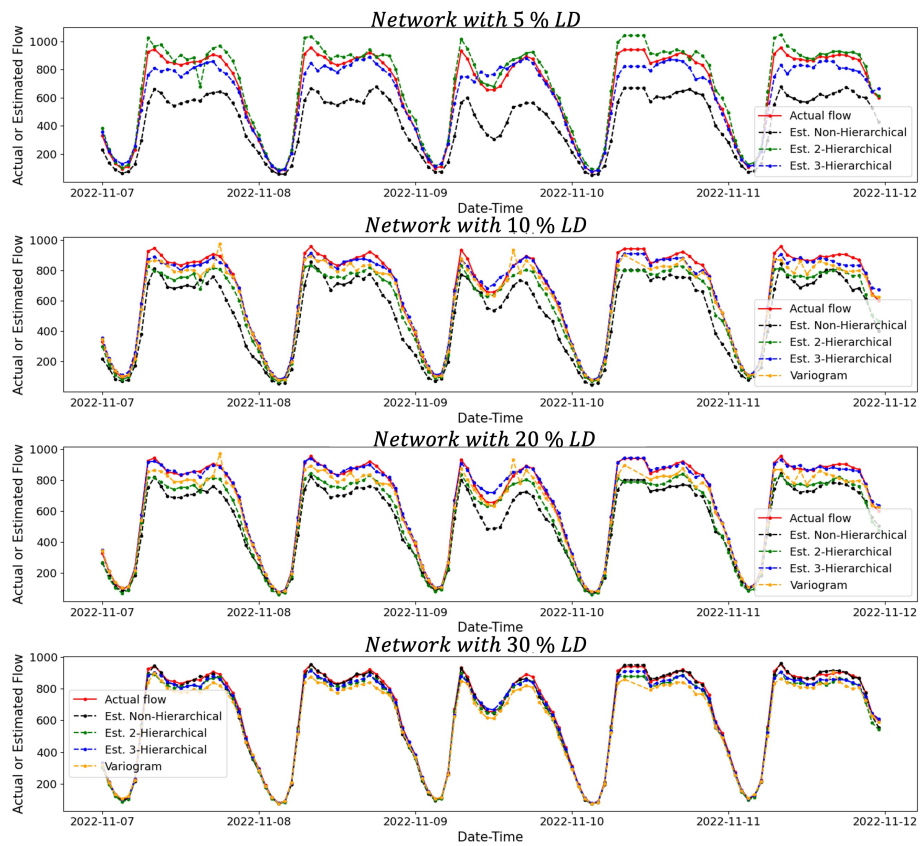 Network with 5 % LD
Actual or Estimated Flow
1000
800
600
400
200
Actual flow
Est. Non-Hierarchical
Est. 2-Hierarchical
Est. 3-Hierarchical
2022-11-07
2022-11-08
2022-11-09
2022-11-10
2022-11-11
2022-11-12
Date-Time
Network with 10 % LD
Actual or Estimated Flow
1000
800
600
400
200
Actual flow
Est. Non-Hierarchical
Est. 2-Hierarchical
Est. 3-Hierarchical
Variogram
2022-11-07
2022-11-08
2022-11-09
2022-11-10
2022-11-11
2022-11-12
Date-Time
Network with 20 % LD
Actual or Estimated Flow
1000
800
600
400
200
Actual flow
Est. Non-Hierarchical
Est. 2-Hierarchical
Est. 3-Hierarchical
Variogram
2022-11-07
2022-11-08
2022-11-09
2022-11-10
2022-11-11
2022-11-12
Date-Time
Network with 30 % LD
Actual or Estimated Flow
1000
800
600
400
200
Actual flow
Est. Non-Hierarchical
Est. 2-Hierarchical
Est. 3-Hierarchical
Variogram
2022-11-07
2022-11-08
2022-11-09
2022-11-10
2022-11-11
2022-11-12
Date-Time